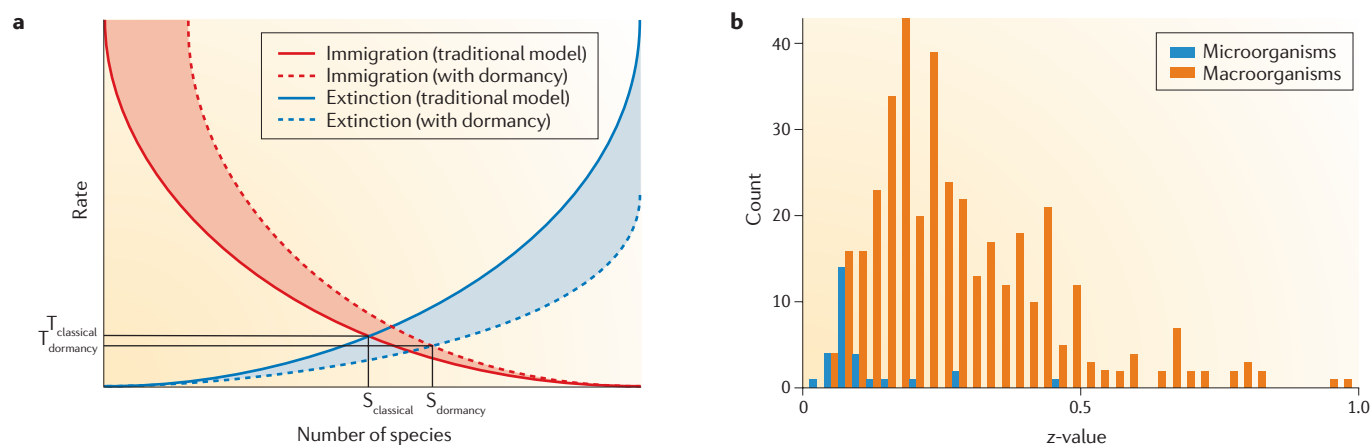 a
Immigration (traditional model)
Immigration (with dormancy)
Extinction (traditional model)
Extinction (with dormancy)
Rate
T classical
T dormancy
S classical
S dormancy
Number of species
b
Microorganisms
Macroorganisms
Count
40
30
20
10
0
0
0.5
1.0
z-value